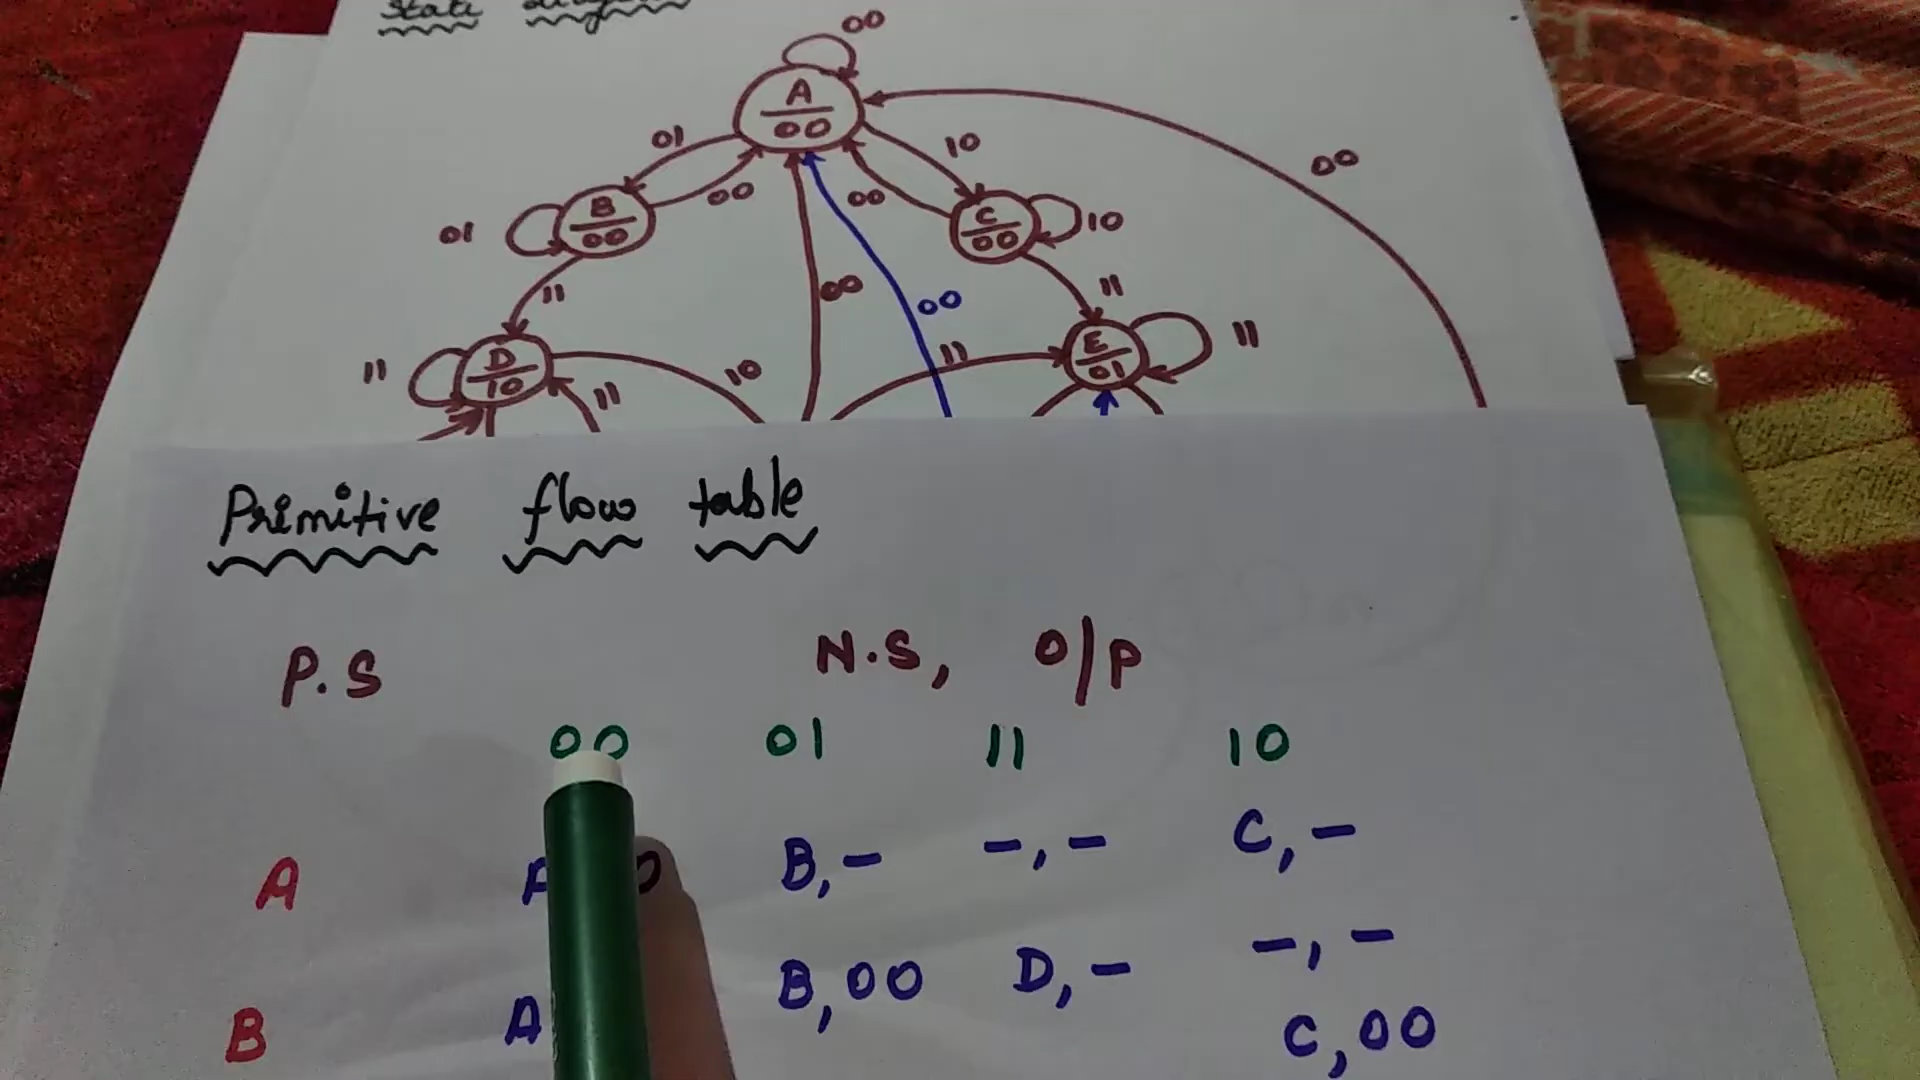 State
00
A
00
01
10
00
00
00
01
B
00
C
00
10
11
00
00
11
11
D
10
10
11
11
E
01
11
Primitive flow table
P.S N.S, O/P
00 01 11 10
A B,- -,- C,-
B A B,00 D,- -,-
C,00